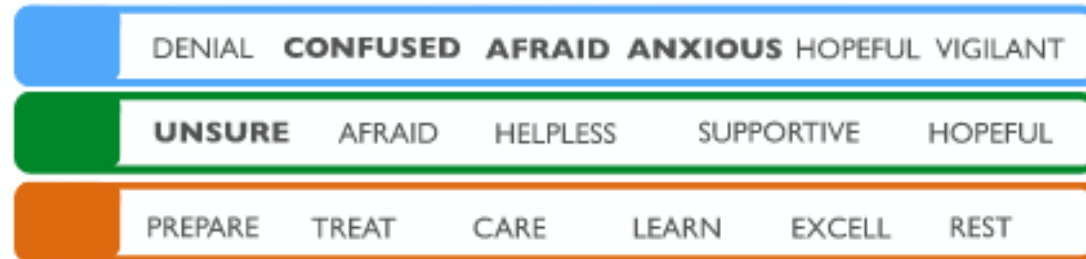 DENIAL CONFUSED AFRAID ANXIOUS HOPEFUL VIGILANT
UNSURE AFRAID HELPLESS SUPPORTIVE HOPEFUL
PREPARE TREAT CARE LEARN EXCELL REST